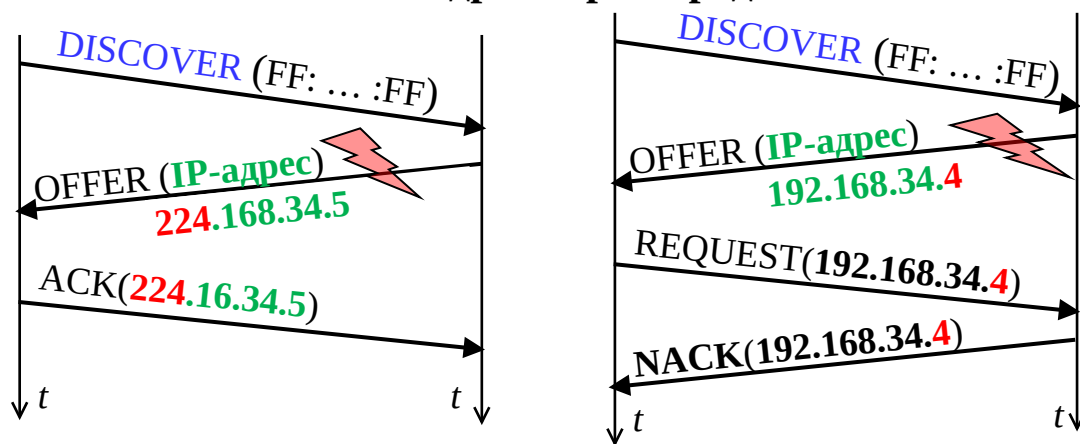 DISCOVER (FF: … :FF)
OFFER (IP-адрес)
224.168.34.5
ACK(224.16.34.5)
t
t
DISCOVER (FF: … :FF)
OFFER (IP-адрес)
192.168.34.4
REQUEST(192.168.34.4)
NACK(192.168.34.4)
t
t